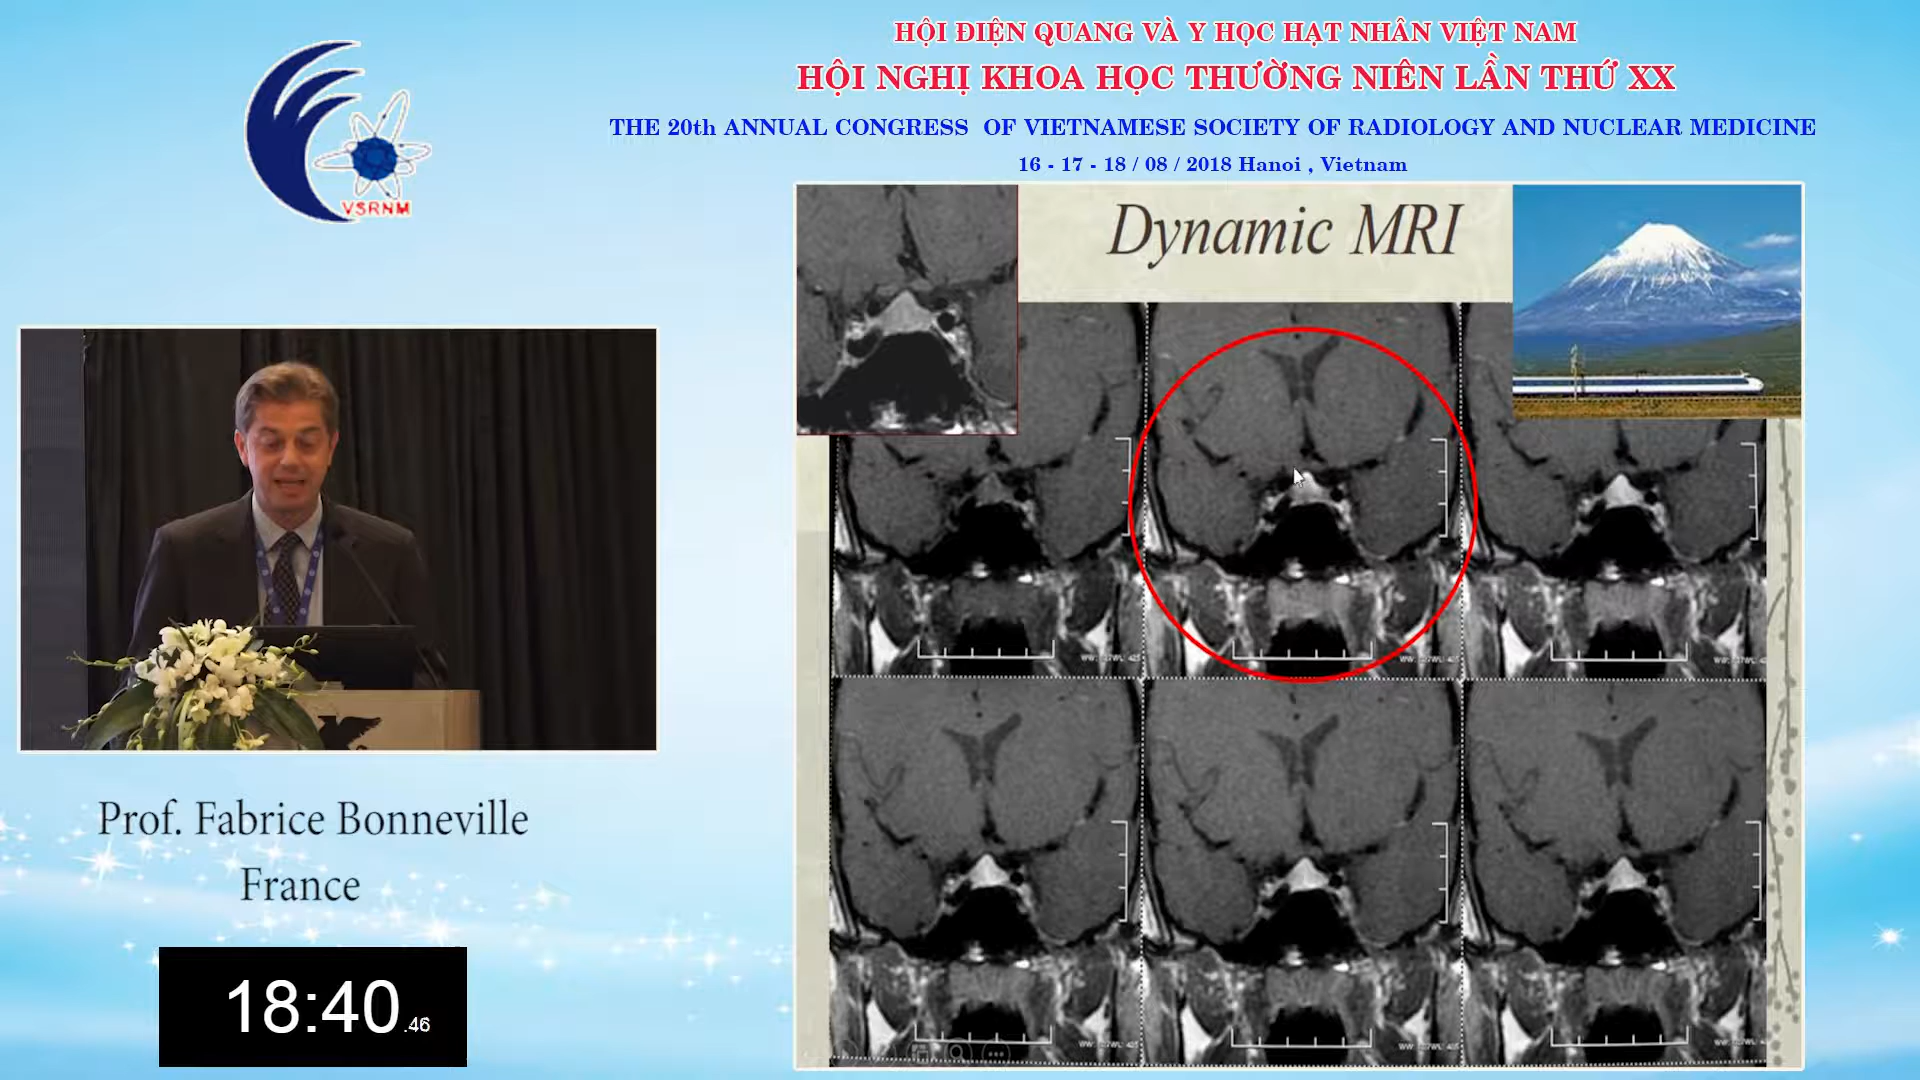 HỘI ĐIỆN QUANG VÀ Y HỌC HẠT NHÂN VIỆT NAM
HỘI NGHỊ KHOA HỌC THƯỜNG NIÊN LẦN THỨ XX
THE 20th ANNUAL CONGRESS OF VIETNAMESE SOCIETY OF RADIOLOGY AND NUCLEAR MEDICINE
16 - 17 - 18 / 08 / 2018 Hanoi , Vietnam
VSRNM
Dynamic MRI
Prof. Fabrice Bonneville
France
18:40.46